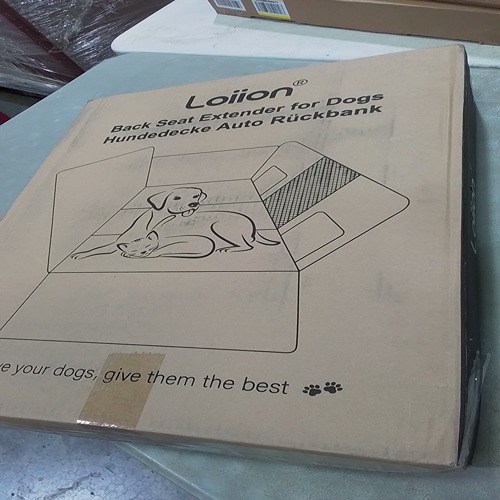 Loiion®
Back Seat Extender for Dogs
Hundedecke Auto Rückbank
your dogs, give them the best